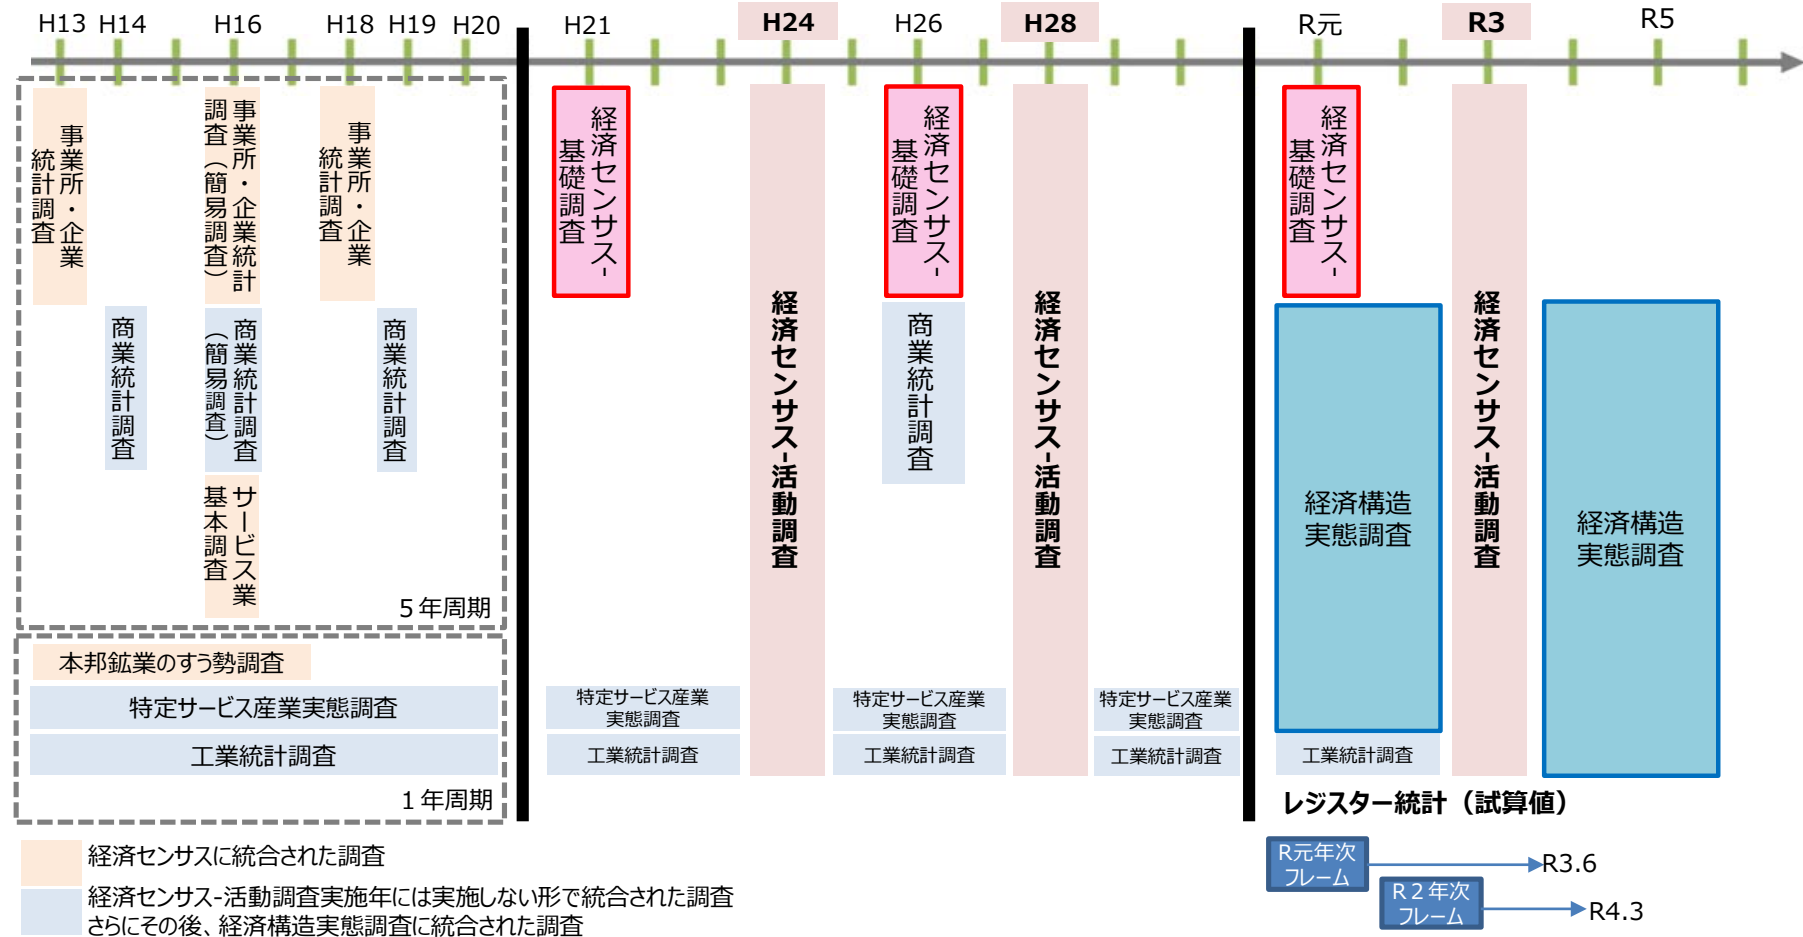 H13 H14 H16 H18 H19 H20 H21 H24 H26 H28 R元 R3 R5
事業所・企業
統計調査
事業所・企業統計
調査（簡易調査）
事業所・企業
統計調査
商業統計調査
商業統計調査
（簡易調査）
商業統計調査
サービス業
基本調査
5年周期
本邦鉱業のすう勢調査
特定サービス産業実態調査
工業統計調査
1年周期
経済センサス-
基礎調査
経済センサス-活動調査
経済センサス-
基礎調査
商業統計調査
経済センサス-活動調査
特定サービス産業
実態調査
工業統計調査
特定サービス産業
実態調査
工業統計調査
特定サービス産業
実態調査
工業統計調査
経済センサス-
基礎調査
経済構造
実態調査
工業統計調査
経済センサス-活動調査
経済構造
実態調査
レジスター統計（試算値）
R元年次
フレーム
R3.6
R２年次
フレーム
R4.3
経済センサスに統合された調査
経済センサス-活動調査実施年には実施しない形で統合された調査
さらにその後、経済構造実態調査に統合された調査